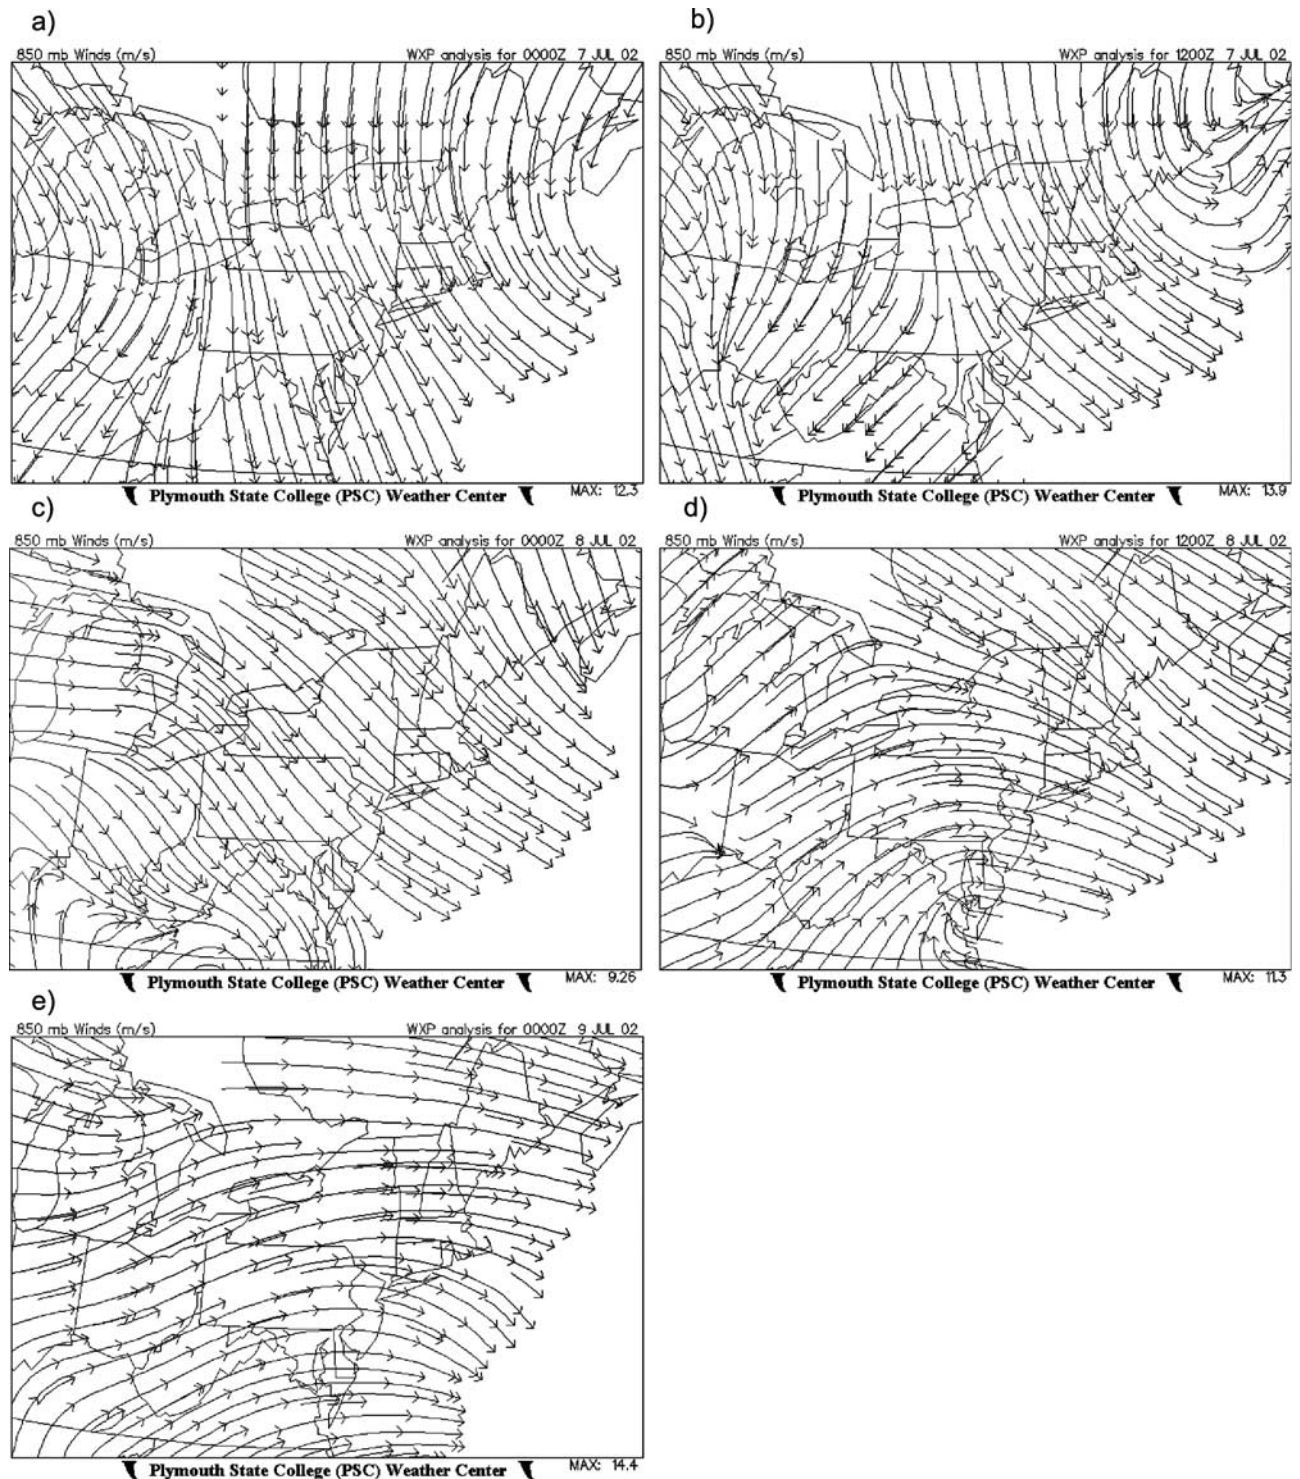 a)
850 mb Winds (m/s) WXP analysis for 0000Z 7 JUL 02
Plymouth State College (PSC) Weather Center MAX: 12.3
b)
850 mb Winds (m/s) WXP analysis for 1200Z 7 JUL 02
Plymouth State College (PSC) Weather Center MAX: 13.9
c)
850 mb Winds (m/s) WXP analysis for 0000Z 8 JUL 02
Plymouth State College (PSC) Weather Center MAX: 9.26
d)
850 mb Winds (m/s) WXP analysis for 1200Z 8 JUL 02
Plymouth State College (PSC) Weather Center MAX: 11.3
e)
850 mb Winds (m/s) WXP analysis for 0000Z 9 JUL 02
Plymouth State College (PSC) Weather Center MAX: 14.4